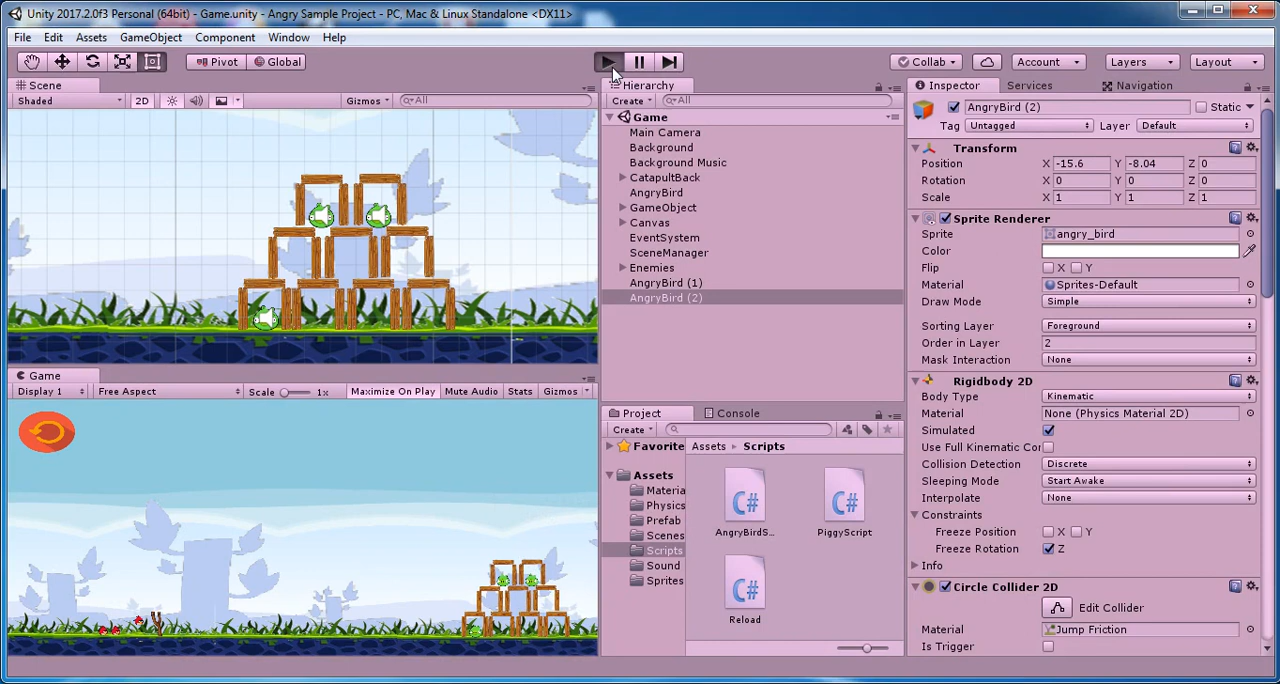 Unity 2017.2.0f3 Personal (64bit) - Game.unity - Angry Sample Project - PC, Mac & Linux Standalone <DX11>
File Edit Assets GameObject Component Window Help
Pivot Global Collab Account Layers Layout
Scene
Shaded 2D Gizmos All
Game
Display 1 Free Aspect Scale 1x Maximize On Play Mute Audio Stats Gizmos
Hierarchy
Create All
Game
Main Camera
Background
Background Music
CatapultBack
AngryBird
GameObject
Canvas
EventSystem
SceneManager
Enemies
AngryBird (1)
AngryBird (2)
Project Console
Create
Favorite
Assets
Materia
Physics
Prefab
Scenes
Scripts
Sound
Sprites
Assets Scripts
C# C#
AngryBirdS... PiggyScript
C#
Reload
Inspector Services Navigation
AngryBird (2) Static
Tag Untagged Layer Default
Transform
Position X -15.6 Y -8.04 Z 0
Rotation X 0 Y 0 Z 0
Scale X 1 Y 1 Z 1
Sprite Renderer
Sprite angry_bird
Color
Flip X Y
Material Sprites-Default
Draw Mode Simple
Sorting Layer Foreground
Order in Layer 2
Mask Interaction None
Rigidbody 2D
Body Type Kinematic
Material None (Physics Material 2D)
Simulated
Use Full Kinematic Cor
Collision Detection Discrete
Sleeping Mode Start Awake
Interpolate None
Constraints
Freeze Position X Y
Freeze Rotation Z
Info
Circle Collider 2D
Edit Collider
Material Jump Friction
Is Trigger